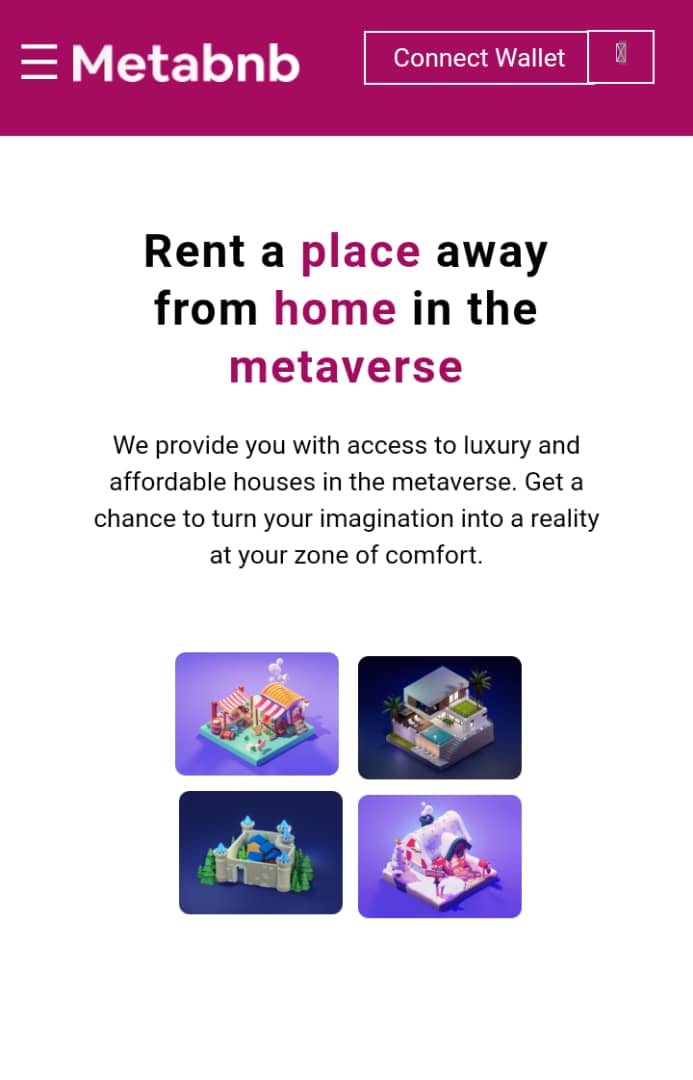 Metabnb
Connect Wallet
Rent a place away
from home in the
metaverse
We provide you with access to luxury and
affordable houses in the metaverse. Get a
chance to turn your imagination into a reality
at your zone of comfort.